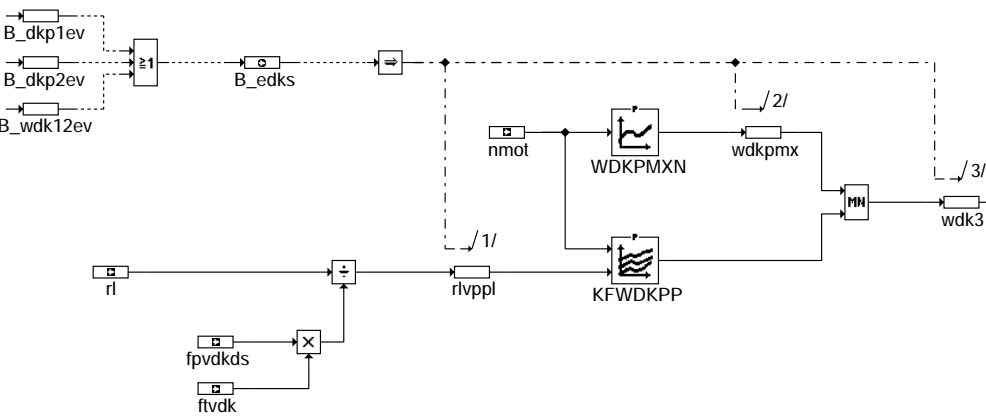 B_dkp1ev
≧1
B_dkp2ev
B_edks
⇒
B_wdk12ev
/2/
P
nmot
WDKPMXN
wdkpmx
/3/
MN
wdk3
/1/
P
rl
÷
rlvppl
KFWDKPP
fpvdkds
×
ftvdk